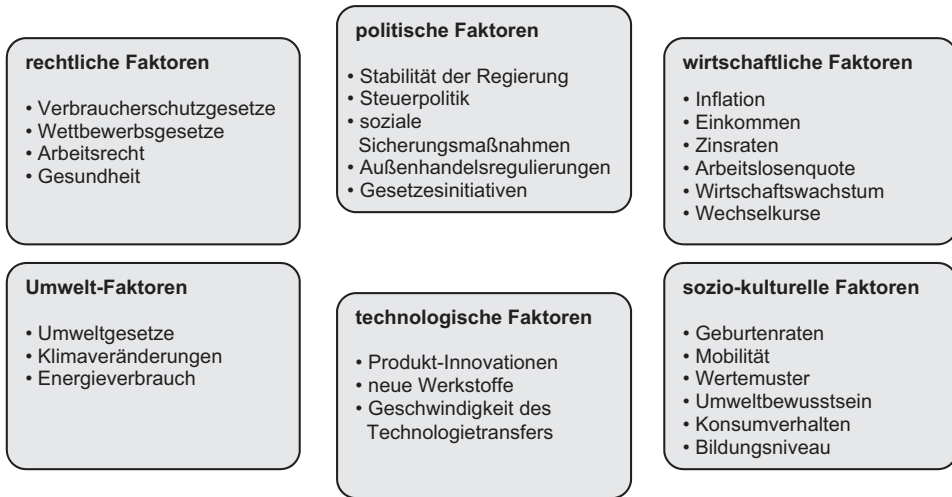 rechtliche Faktoren
• Verbraucherschutzgesetze
• Wettbewerbsgesetze
• Arbeitsrecht
• Gesundheit
politische Faktoren
• Stabilität der Regierung
• Steuerpolitik
• soziale
Sicherungsmaßnahmen
• Außenhandelsregulierungen
• Gesetzesinitiativen
wirtschaftliche Faktoren
• Inflation
• Einkommen
• Zinsraten
• Arbeitslosenquote
• Wirtschaftswachstum
• Wechselkurse
Umwelt-Faktoren
• Umweltgesetze
• Klimaveränderungen
• Energieverbrauch
technologische Faktoren
• Produkt-Innovationen
• neue Werkstoffe
• Geschwindigkeit des
Technologietransfers
sozio-kulturelle Faktoren
• Geburtenraten
• Mobilität
• Wertemuster
• Umweltbewusstsein
• Konsumverhalten
• Bildungsniveau